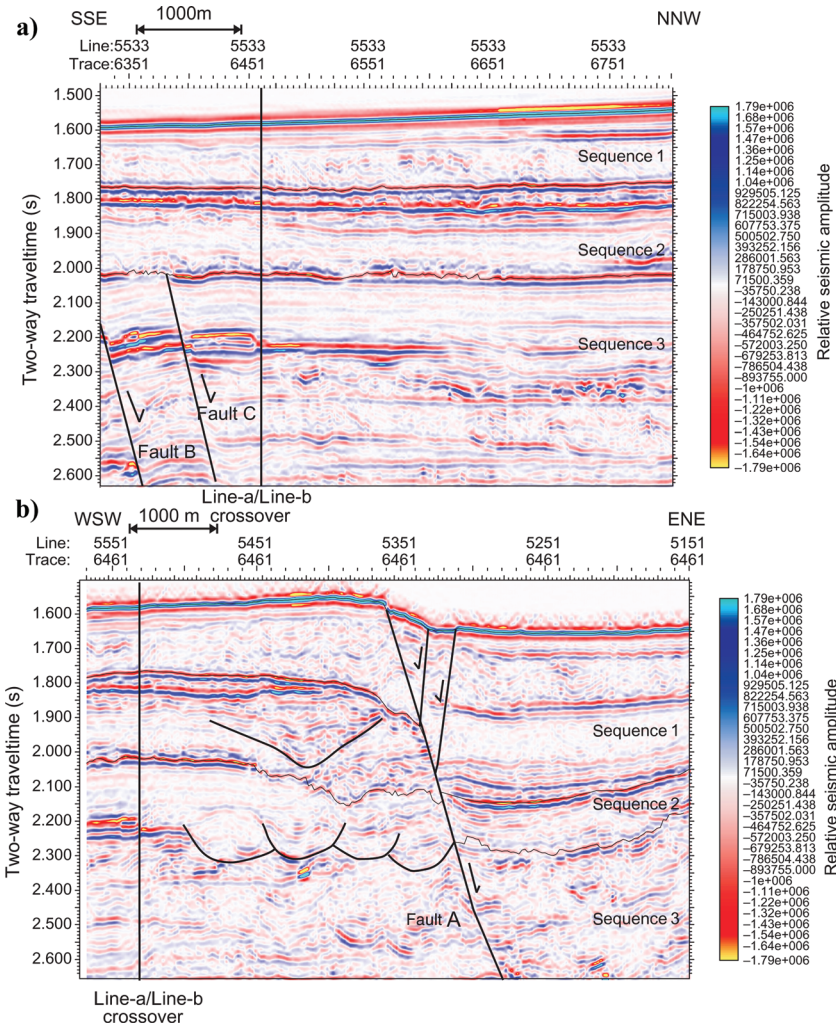 a)
SSE
1000m
NNW
Line:5533 5533 5533 5533 5533
Trace:6351 6451 6551 6651 6751
Two-way traveltime (s)
1.500
1.600
1.700
1.800
1.900
2.000
2.100
2.200
2.300
2.400
2.500
2.600
Sequence 1
Sequence 2
Sequence 3
Fault C
Fault B
Line-a/Line-b
crossover
1.79e+006
1.68e+006
1.57e+006
1.47e+006
1.36e+006
1.25e+006
1.14e+006
1.04e+006
929505.125
822254.563
715003.938
607753.375
500502.750
393252.156
286001.563
178750.953
71500.359
–35750.238
–143000.844
–250251.438
–357502.031
–464752.625
–572003.250
–679253.813
–786504.438
–893755.000
–1e+006
–1.11e+006
–1.22e+006
–1.32e+006
–1.43e+006
–1.54e+006
–1.64e+006
–1.79e+006
Relative seismic amplitude
b)
WSW
1000 m
ENE
Line: 5551 5451 5351 5251 5151
Trace: 6461 6461 6461 6461 6461
Two-way traveltime (s)
1.600
1.700
1.800
1.900
2.000
2.100
2.200
2.300
2.400
2.500
2.600
Sequence 1
Sequence 2
Sequence 3
Fault A
Line-a/Line-b
crossover
1.79e+006
1.68e+006
1.57e+006
1.47e+006
1.36e+006
1.25e+006
1.14e+006
1.04e+006
929505.125
822254.563
715003.938
607753.375
500502.750
393252.156
286001.563
178750.953
71500.359
–35750.238
–143000.844
–250251.438
–357502.031
–464752.625
–572003.250
–679253.813
–786504.438
–893755.000
–1e+006
–1.11e+006
–1.22e+006
–1.32e+006
–1.43e+006
–1.54e+006
–1.64e+006
–1.79e+006
Relative seismic amplitude